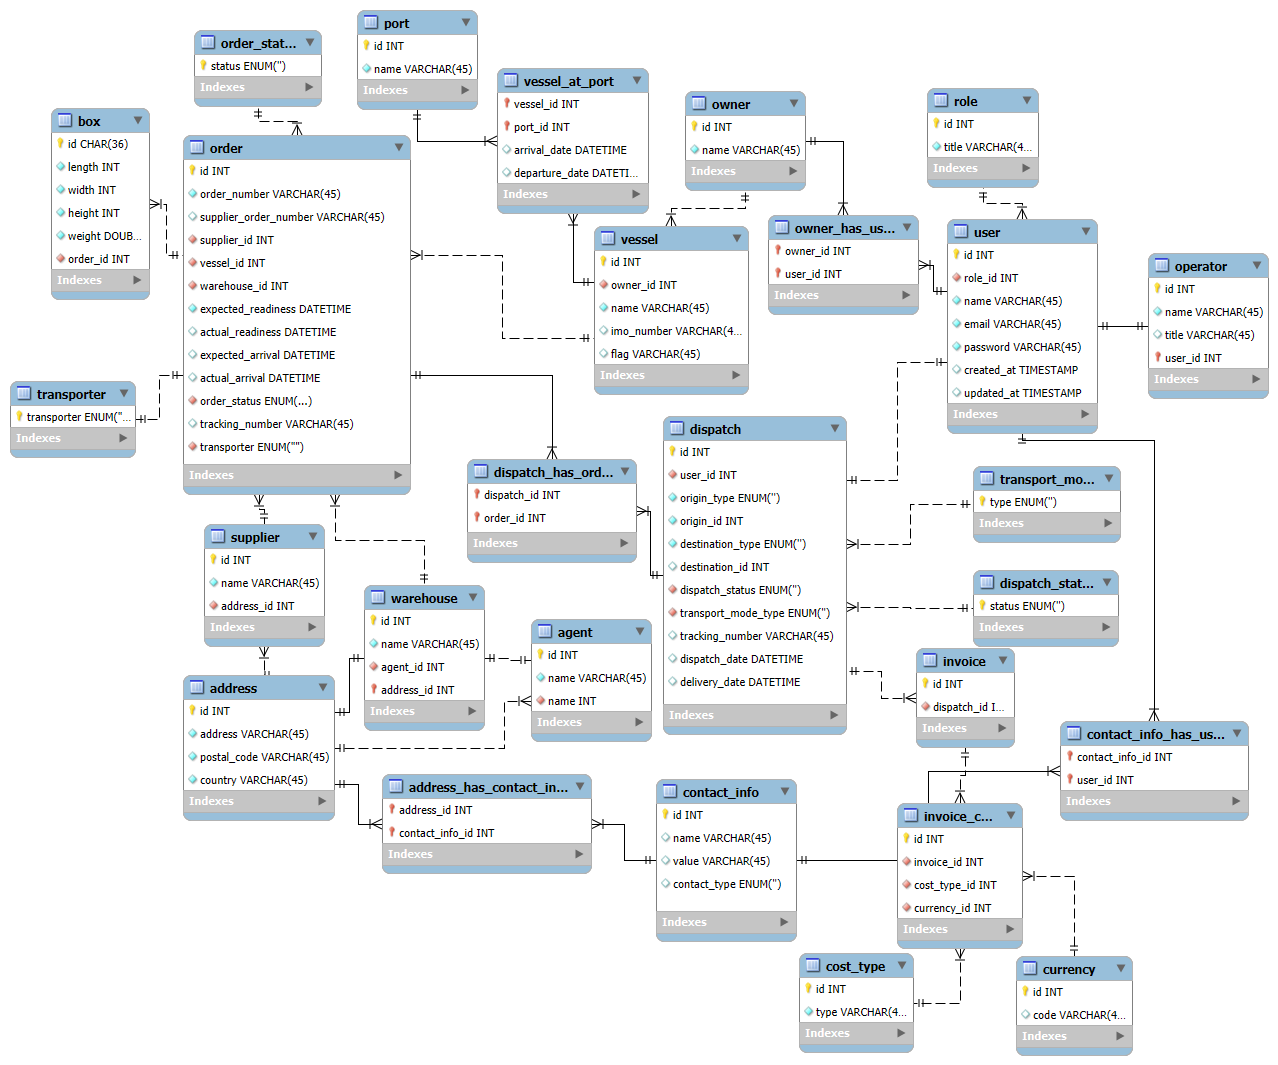 port
id INT
name VARCHAR(45)
Indexes
order_stat...
status ENUM('')
Indexes
vessel_at_port
vessel_id INT
port_id INT
arrival_date DATETIME
departure_date DATETI...
Indexes
owner
id INT
name VARCHAR(45)
Indexes
role
id INT
title VARCHAR(4...
Indexes
box
id CHAR(36)
length INT
width INT
height INT
weight DOUB...
order_id INT
Indexes
order
id INT
order_number VARCHAR(45)
supplier_order_number VARCHAR(45)
supplier_id INT
vessel_id INT
warehouse_id INT
expected_readiness DATETIME
actual_readiness DATETIME
expected_arrival DATETIME
actual_arrival DATETIME
order_status ENUM(...)
tracking_number VARCHAR(45)
transporter ENUM("")
Indexes
vessel
id INT
owner_id INT
name VARCHAR(45)
imo_number VARCHAR(4...
flag VARCHAR(45)
Indexes
owner_has_us...
owner_id INT
user_id INT
Indexes
user
id INT
role_id INT
name VARCHAR(45)
email VARCHAR(45)
password VARCHAR(45)
created_at TIMESTAMP
updated_at TIMESTAMP
Indexes
operator
id INT
name VARCHAR(45)
title VARCHAR(45)
user_id INT
Indexes
transporter
transporter ENUM("...
Indexes
dispatch_has_ord...
dispatch_id INT
order_id INT
Indexes
dispatch
id INT
user_id INT
origin_type ENUM('')
origin_id INT
destination_type ENUM('')
destination_id INT
dispatch_status ENUM('')
transport_mode_type ENUM('')
tracking_number VARCHAR(45)
dispatch_date DATETIME
delivery_date DATETIME
Indexes
transport_mo...
type ENUM('')
Indexes
dispatch_stat...
status ENUM('')
Indexes
supplier
id INT
name VARCHAR(45)
address_id INT
Indexes
warehouse
id INT
name VARCHAR(45)
agent_id INT
address_id INT
Indexes
agent
id INT
name VARCHAR(45)
name INT
Indexes
invoice
id INT
dispatch_id I...
Indexes
address
id INT
address VARCHAR(45)
postal_code VARCHAR(45)
country VARCHAR(45)
Indexes
contact_info_has_us...
contact_info_id INT
user_id INT
Indexes
address_has_contact_in...
address_id INT
contact_info_id INT
Indexes
contact_info
id INT
name VARCHAR(45)
value VARCHAR(45)
contact_type ENUM('')
Indexes
invoice_c...
id INT
invoice_id INT
cost_type_id INT
currency_id INT
Indexes
cost_type
id INT
type VARCHAR(4...
Indexes
currency
id INT
code VARCHAR(4...
Indexes